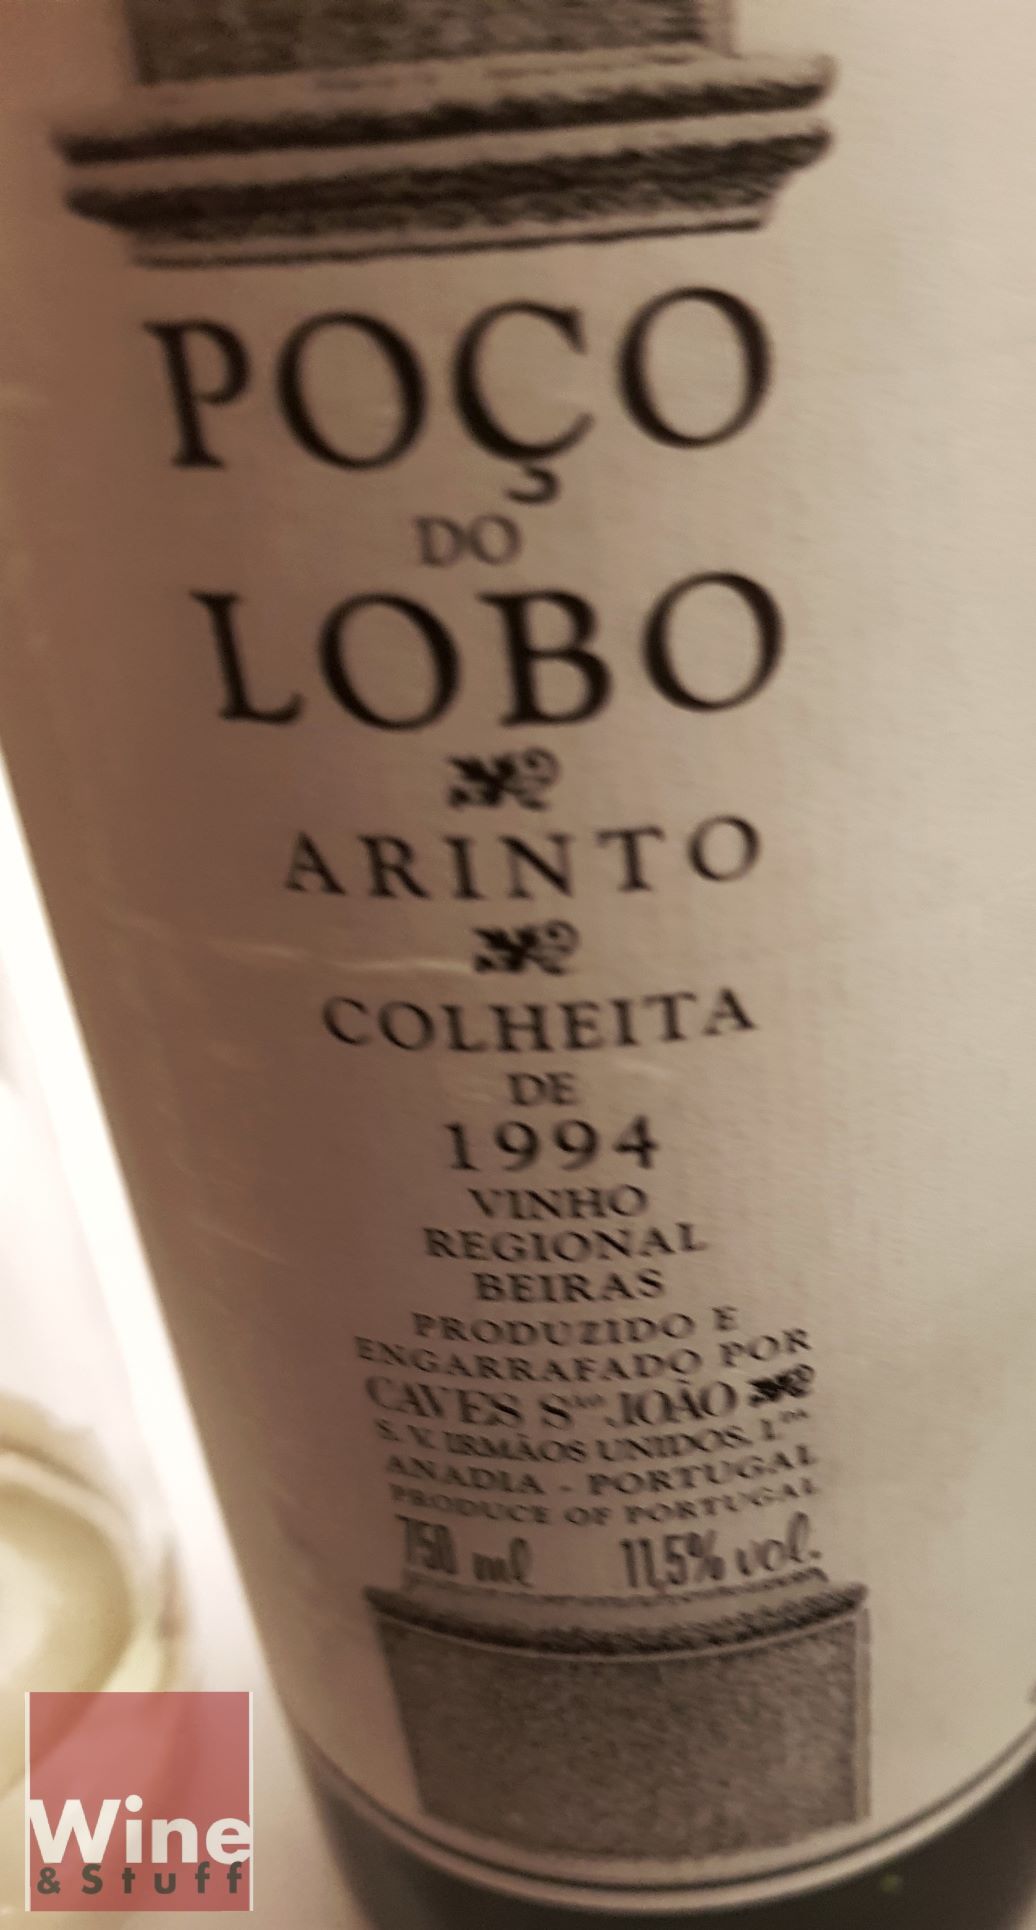 POÇO
DO
LOBO
ARINTO
COLHEITA
DE
1994
VINHO
REGIONAL
BEIRAS
PRODUZIDO E
ENGARRAFADO POR
CAVES Sᴬᴼ JOÃO
S. V. IRMÃOS UNIDOS, Lᴰᴬ
ANADIA - PORTUGAL
PRODUCE OF PORTUGAL
750 ml 11,5% vol.
Wine
& Stuff